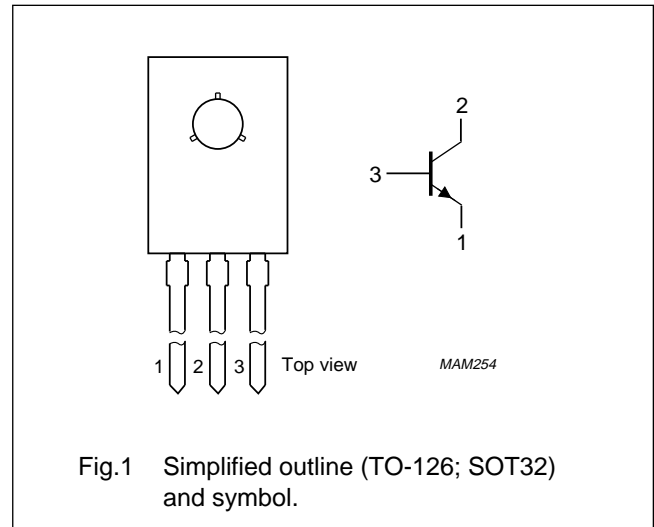 2
3
1
1 2 3 Top view MAM254
Fig.1 Simplified outline (TO-126; SOT32)
and symbol.